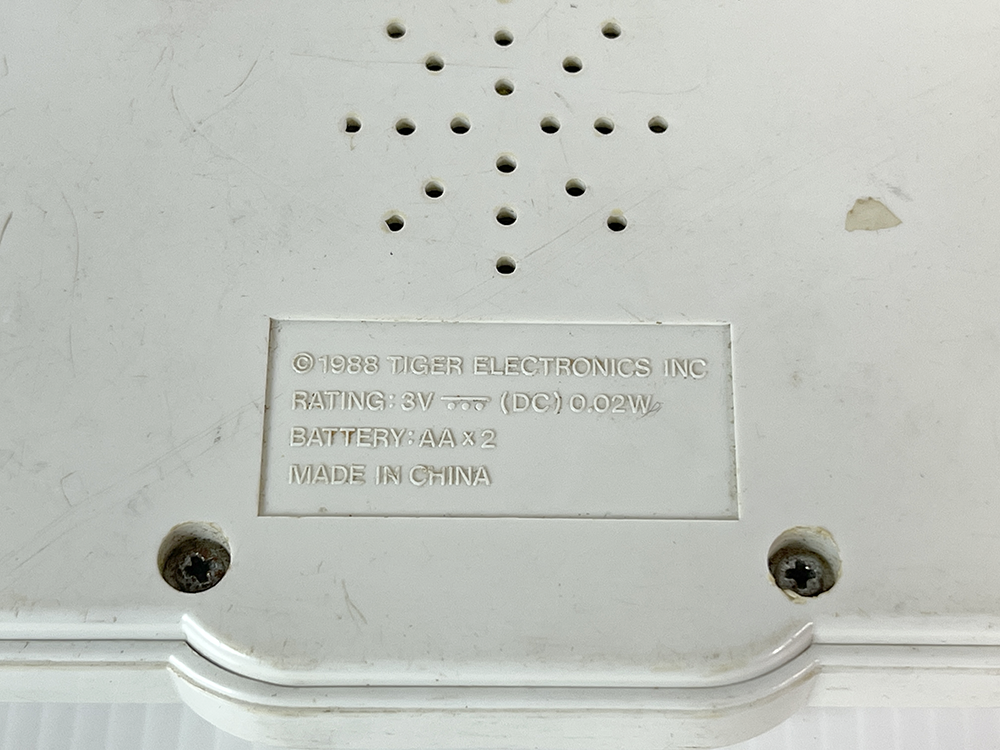 ©1988 TIGER ELECTRONICS INC
RATING: 3V ⎓ (DC) 0.02W
BATTERY: AA x 2
MADE IN CHINA